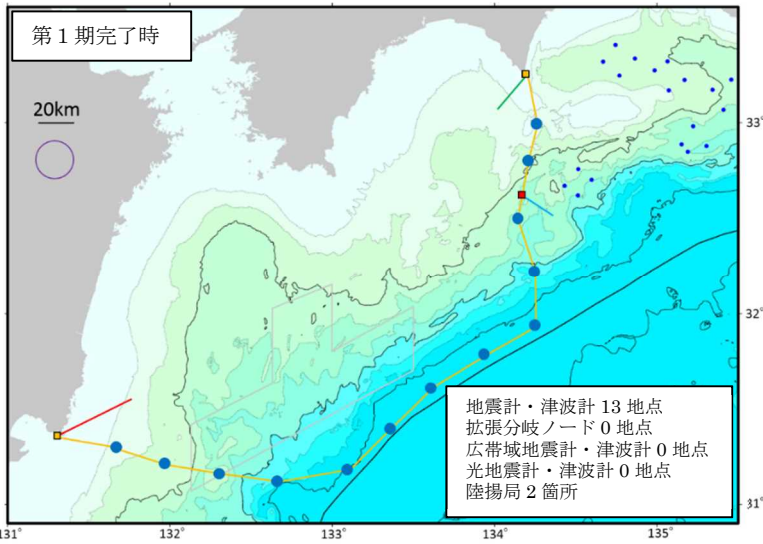 第1期完了時
20km
33°
32°
31°
地震計・津波計 13 地点
拡張分岐ノード 0 地点
広帯域地震計・津波計 0 地点
光地震計・津波計 0 地点
陸揚局 2 箇所
131°
132°
133°
134°
135°